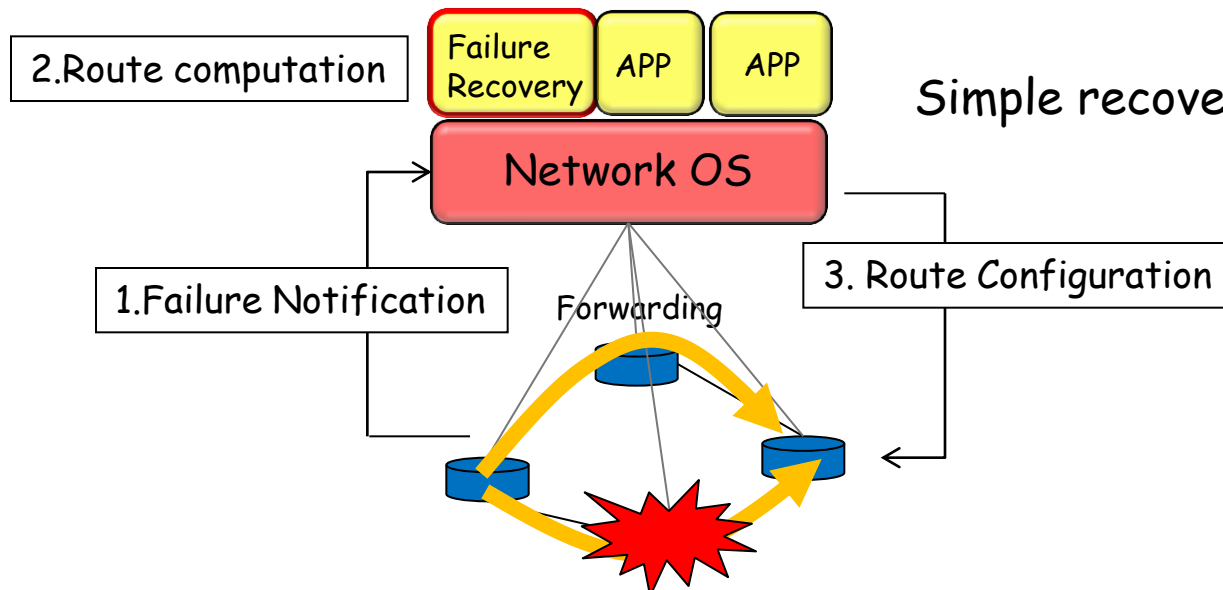 2.Route computation
Failure
Recovery
APP
APP
Simple recove
Network OS
1.Failure Notification
3. Route Configuration
Forwarding